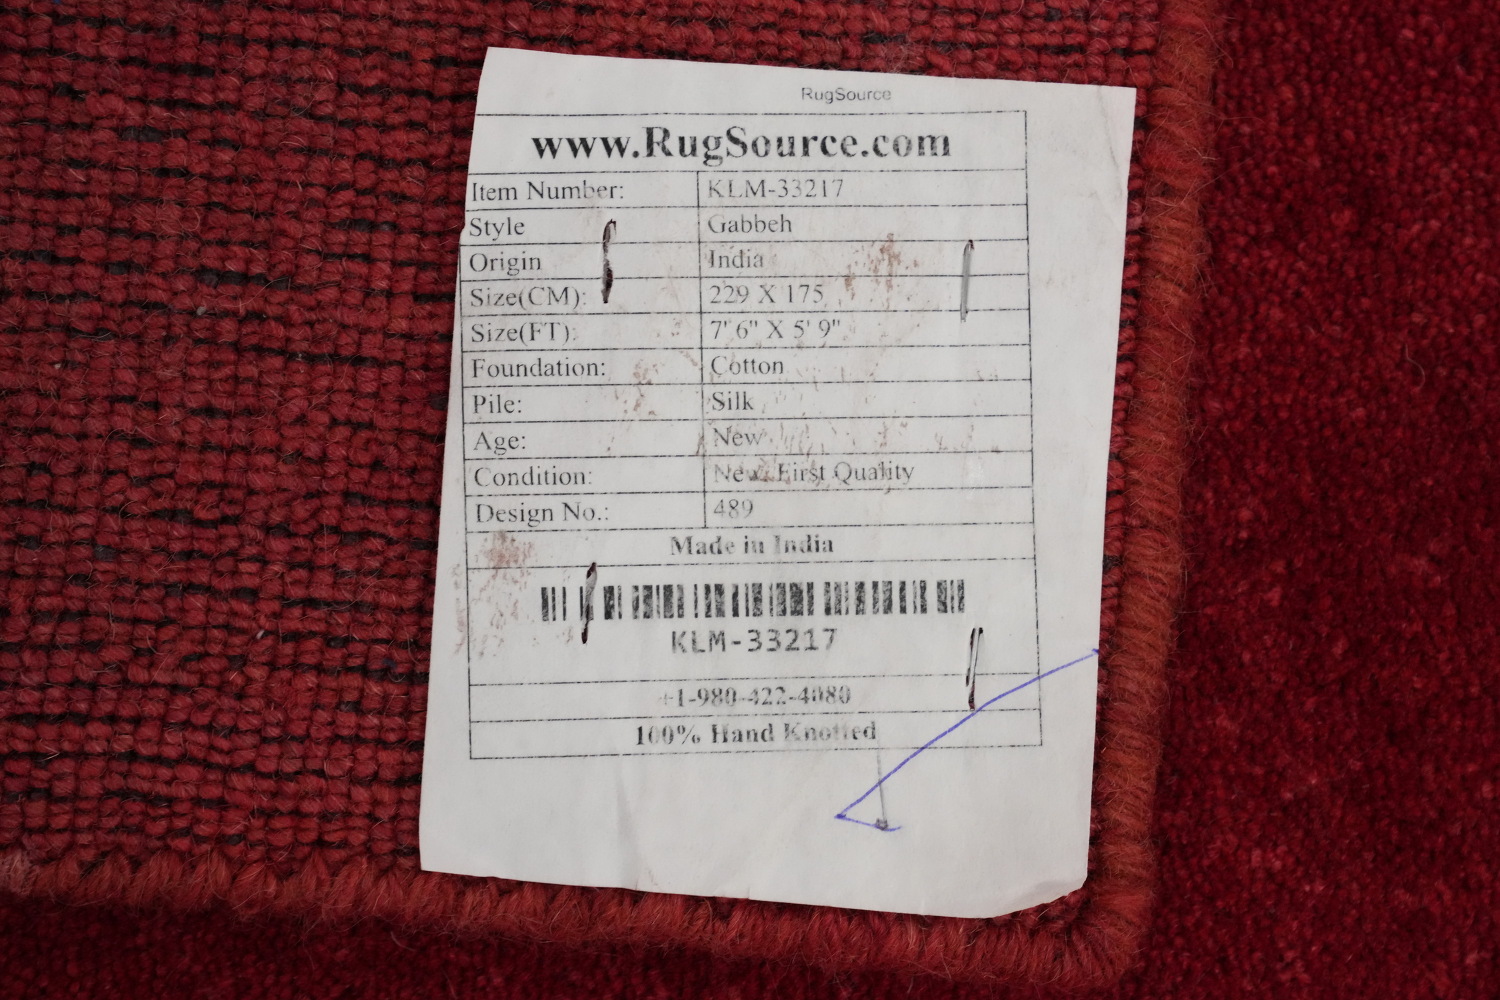 RugSource
www.RugSource.com
Item Number: KLM-33217
Style Gabbeh
Origin India
Size(CM): 229 X 175
Size(FT): 7' 6" X 5' 9"
Foundation: Cotton
Pile: Silk
Age: New
Condition: New, First Quality
Design No.: 489
Made in India
KLM-33217
+1-980-422-4080
100% Hand Knotted